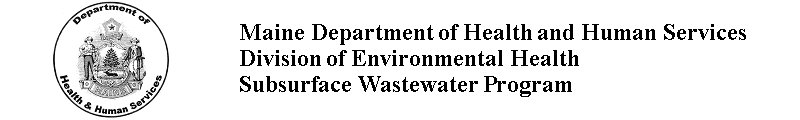 Department of
Health & Human Services
MAINE
Maine Department of Health and Human Services
Division of Environmental Health
Subsurface Wastewater Program